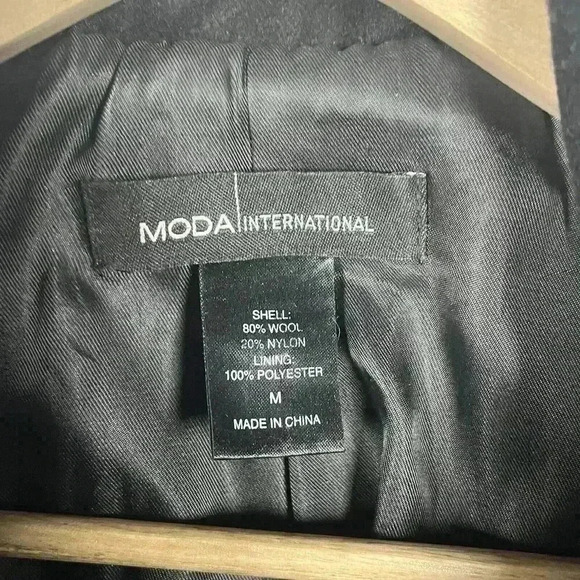 MODA INTERNATIONAL
SHELL:
80% WOOL
20% NYLON
LINING:
100% POLYESTER
M
MADE IN CHINA